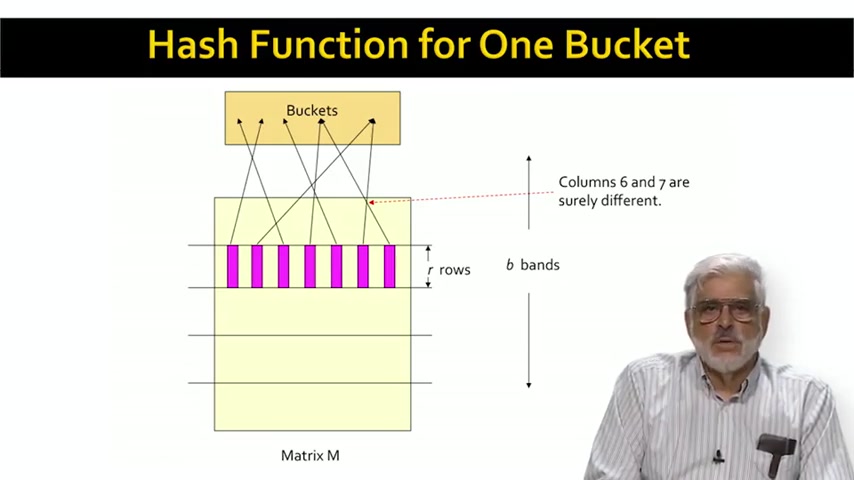 Hash Function for One Bucket
Buckets
Columns 6 and 7 are
surely different.
r rows
b bands
Matrix M